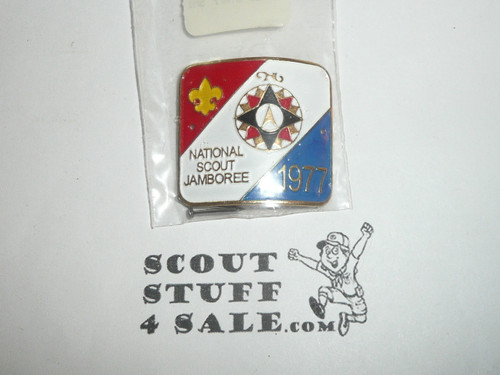 NATIONAL
SCOUT
JAMBOREE
1977
SCOUT
STUFF
4 SALE.COM